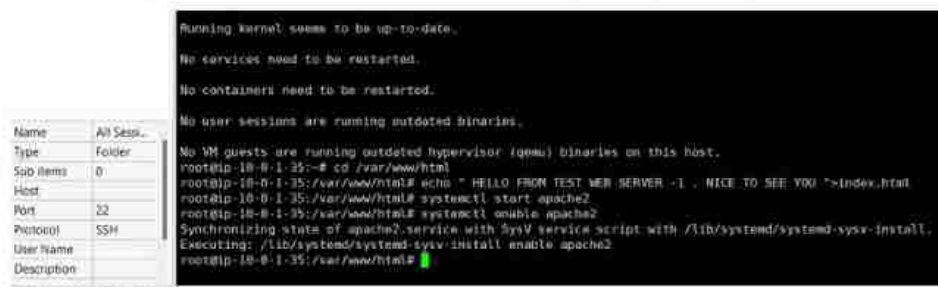 Running kernel seems to be up-to-date.
No services need to be restarted.
No containers need to be restarted.
No user sessions are running outdated binaries.
No VM guests are running outdated hypervisor (qemu) binaries on this host.
root@ip-10-0-1-35:~# cd /var/www/html
root@ip-10-0-1-35:/var/www/html# echo " HELLO FROM TEST WEB SERVER -1 . NICE TO SEE YOU ">index.html
root@ip-10-0-1-35:/var/www/html# systemctl start apache2
root@ip-10-0-1-35:/var/www/html# systemctl enable apache2
Synchronizing state of apache2.service with SysV service script with /lib/systemd/systemd-sysv-install.
Executing: /lib/systemd/systemd-sysv-install enable apache2
root@ip-10-0-1-35:/var/www/html#
Name All Sessi...
Type Folder
Sub items 0
Host
Port 22
Protocol SSH
User Name
Description